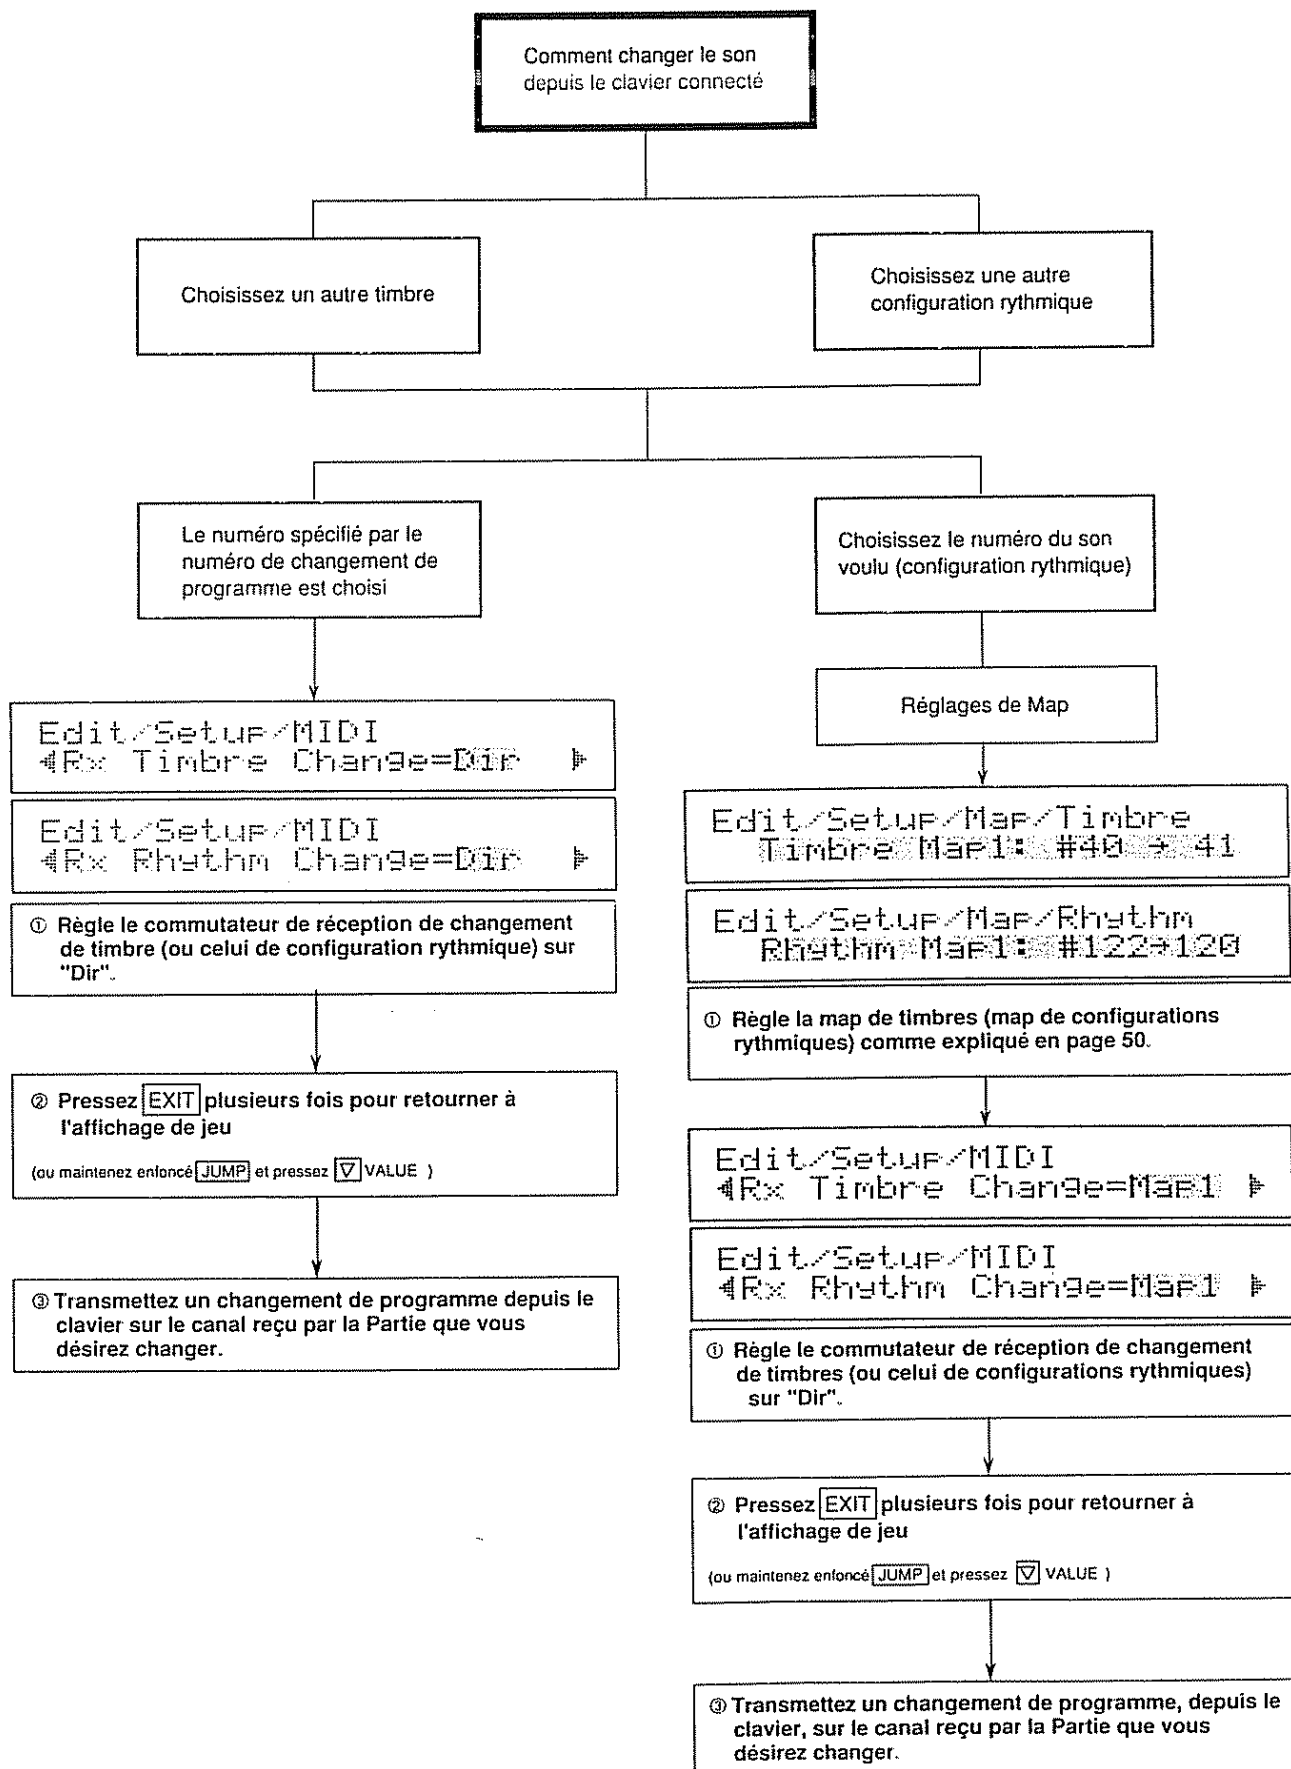 Comment changer le son
depuis le clavier connecté
Choisissez un autre timbre
Choisissez une autre
configuration rythmique
Le numéro spécifié par le
numéro de changement de
programme est choisi
Choisissez le numéro du son
voulu (configuration rythmique)
Réglages de Map
Edit/Setup/MIDI
◀Rx Timbre Change=Dir ▶
Edit/Setup/MIDI
◀Rx Rhythm Change=Dir ▶
① Règle le commutateur de réception de changement
de timbre (ou celui de configuration rythmique) sur
"Dir".
② Pressez EXIT plusieurs fois pour retourner à
l'affichage de jeu
(ou maintenez enfoncé JUMP et pressez ▽ VALUE )
③ Transmettez un changement de programme depuis le
clavier sur le canal reçu par la Partie que vous
désirez changer.
Edit/Setup/Map/Timbre
Timbre Map1: #40 → 41
Edit/Setup/Map/Rhythm
Rhythm Map1: #122→120
① Règle la map de timbres (map de configurations
rythmiques) comme expliqué en page 50.
Edit/Setup/MIDI
◀Rx Timbre Change=Map1 ▶
Edit/Setup/MIDI
◀Rx Rhythm Change=Map1 ▶
① Règle le commutateur de réception de changement
de timbres (ou celui de configurations rythmiques)
sur "Dir".
② Pressez EXIT plusieurs fois pour retourner à
l'affichage de jeu
(ou maintenez enfoncé JUMP et pressez ▽ VALUE )
③ Transmettez un changement de programme, depuis le
clavier, sur le canal reçu par la Partie que vous
désirez changer.